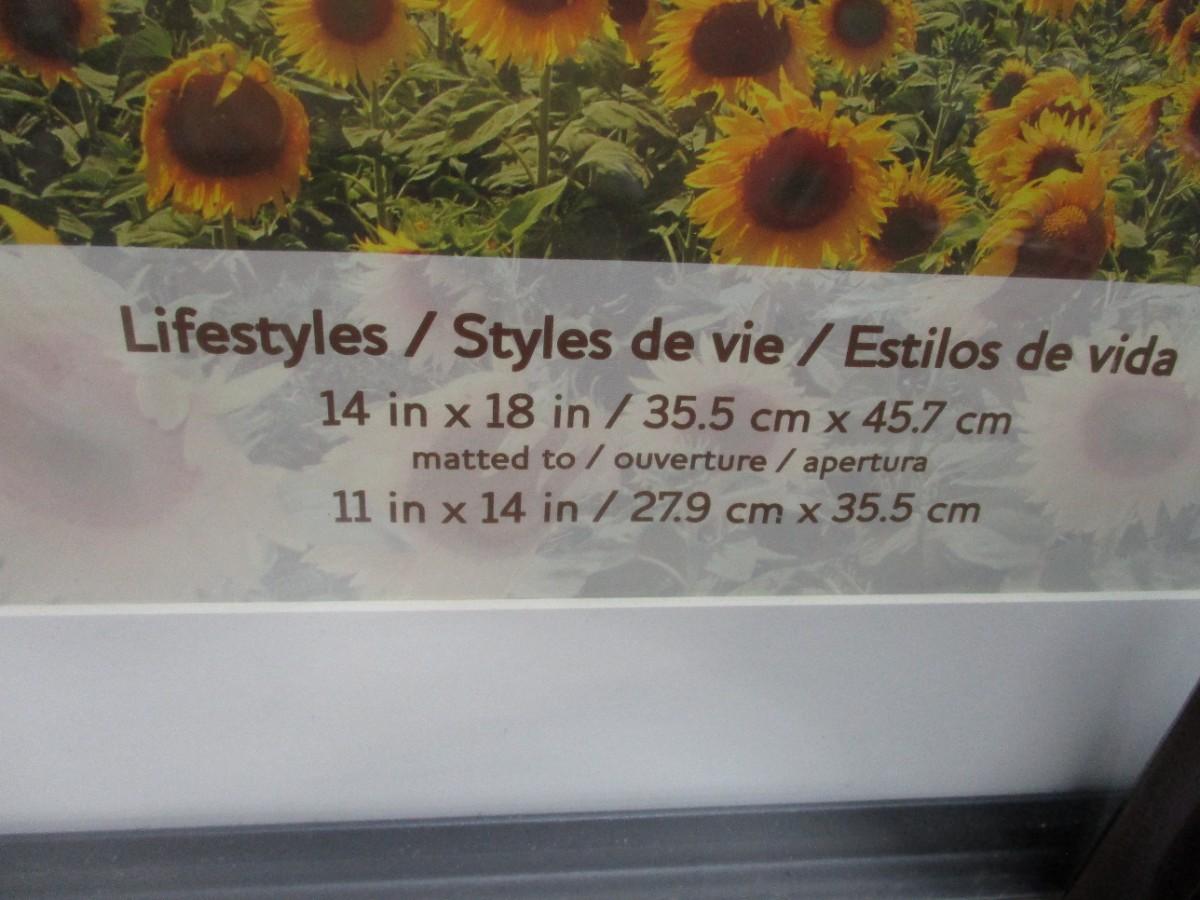 Lifestyles / Styles de vie / Estilos de vida
14 in x 18 in / 35.5 cm x 45.7 cm
matted to / ouverture / apertura
11 in x 14 in / 27.9 cm x 35.5 cm